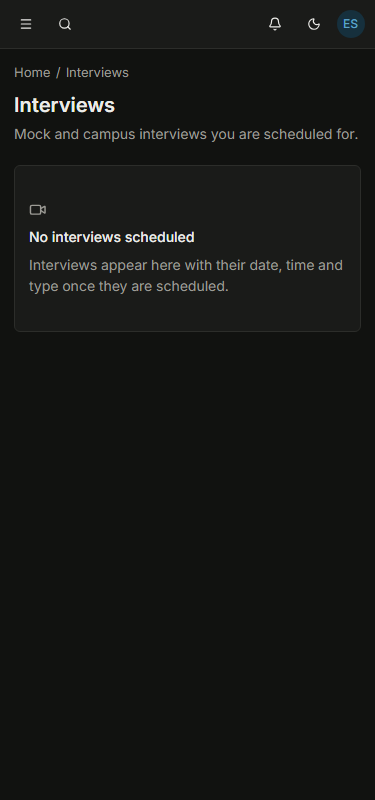 ES
Home / Interviews
Interviews
Mock and campus interviews you are scheduled for.
No interviews scheduled
Interviews appear here with their date, time and
type once they are scheduled.